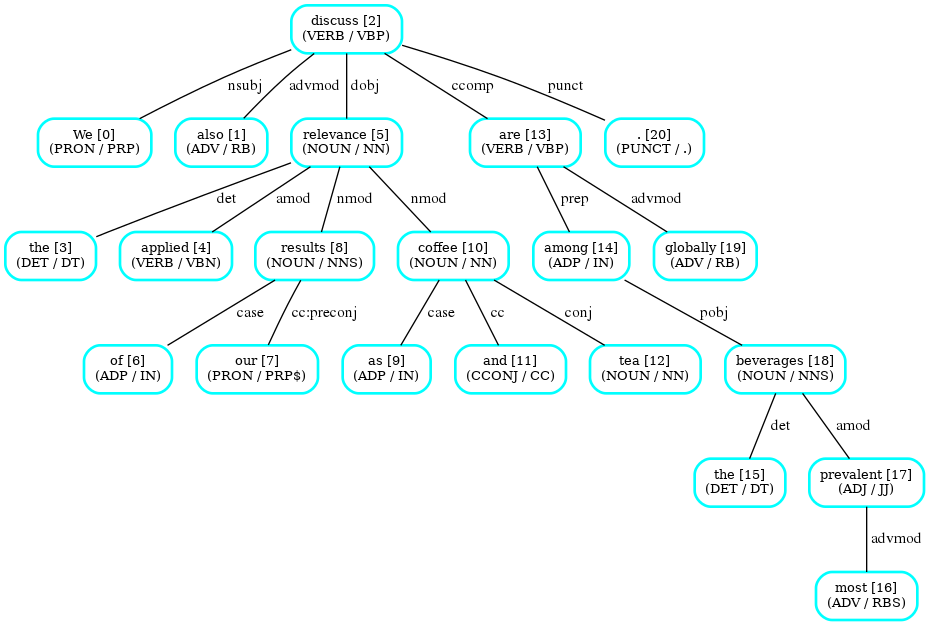 discuss [2]
(VERB / VBP)
nsubj
advmod
dobj
ccomp
punct
We [0]
(PRON / PRP)
also [1]
(ADV / RB)
relevance [5]
(NOUN / NN)
are [13]
(VERB / VBP)
. [20]
(PUNCT / .)
det
amod
nmod
nmod
prep
advmod
the [3]
(DET / DT)
applied [4]
(VERB / VBN)
results [8]
(NOUN / NNS)
coffee [10]
(NOUN / NN)
among [14]
(ADP / IN)
globally [19]
(ADV / RB)
case
cc:preconj
case
cc
conj
pobj
of [6]
(ADP / IN)
our [7]
(PRON / PRP$)
as [9]
(ADP / IN)
and [11]
(CCONJ / CC)
tea [12]
(NOUN / NN)
beverages [18]
(NOUN / NNS)
det
amod
the [15]
(DET / DT)
prevalent [17]
(ADJ / JJ)
advmod
most [16]
(ADV / RBS)